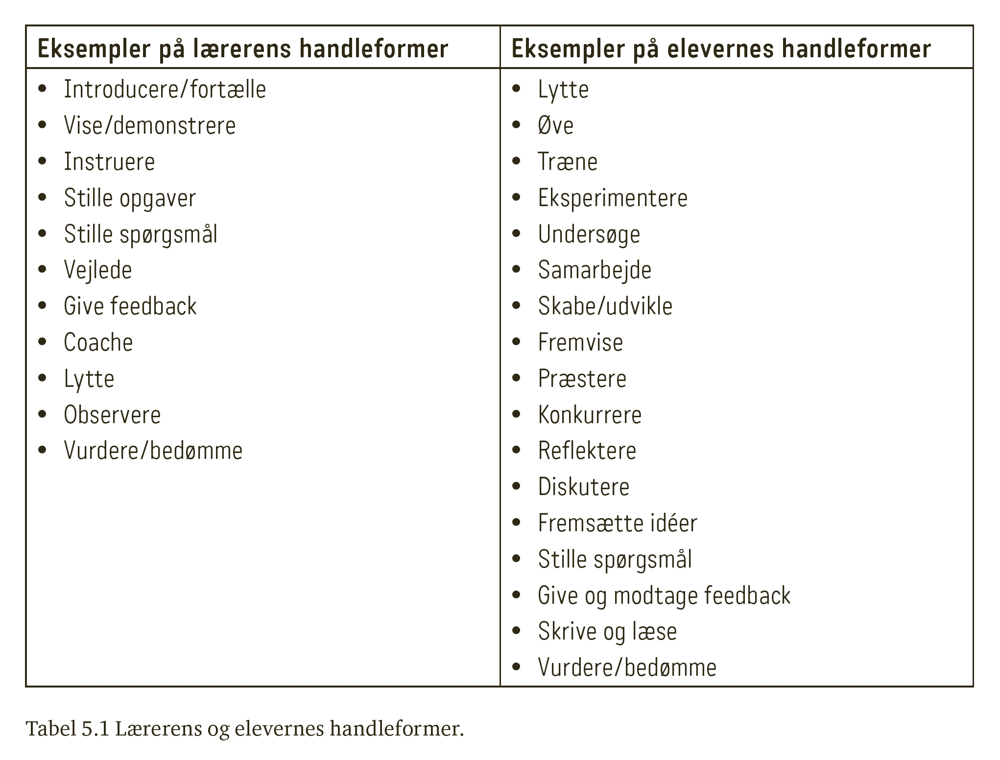 Eksempler på lærerens handleformer
• Introducere/fortælle
• Vise/demonstrere
• Instruere
• Stille opgaver
• Stille spørgsmål
• Vejlede
• Give feedback
• Coache
• Lytte
• Observere
• Vurdere/bedømme
Eksempler på elevernes handleformer
• Lytte
• Øve
• Træne
• Eksperimentere
• Undersøge
• Samarbejde
• Skabe/udvikle
• Fremvise
• Præstere
• Konkurrere
• Reflektere
• Diskutere
• Fremsætte idéer
• Stille spørgsmål
• Give og modtage feedback
• Skrive og læse
• Vurdere/bedømme
Tabel 5.1 Lærerens og elevernes handleformer.